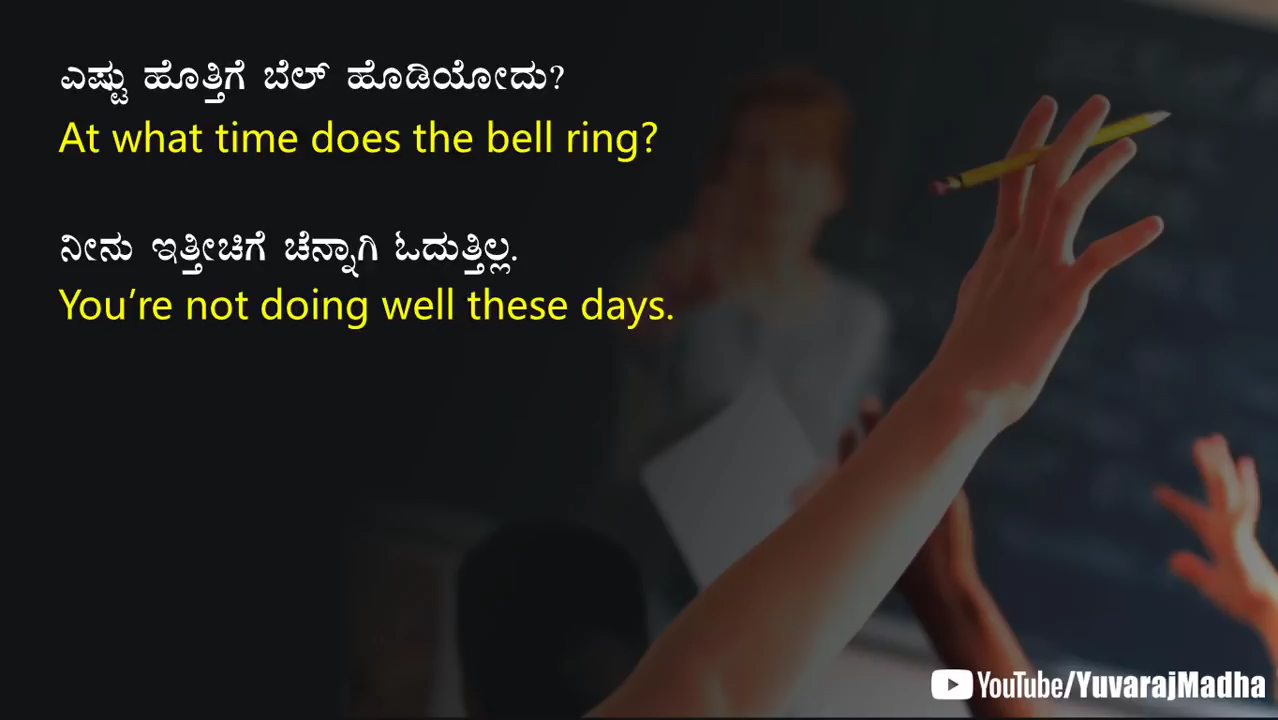 ಎಷ್ಟು ಹೊತ್ತಿಗೆ ಬೆಲ್ ಹೊಡಿಯೋದು?
At what time does the bell ring?
ನೀನು ಇತ್ತೀಚಿಗೆ ಚೆನ್ನಾಗಿ ಓದುತ್ತಿಲ್ಲ.
You’re not doing well these days.
YouTube/YuvarajMadha